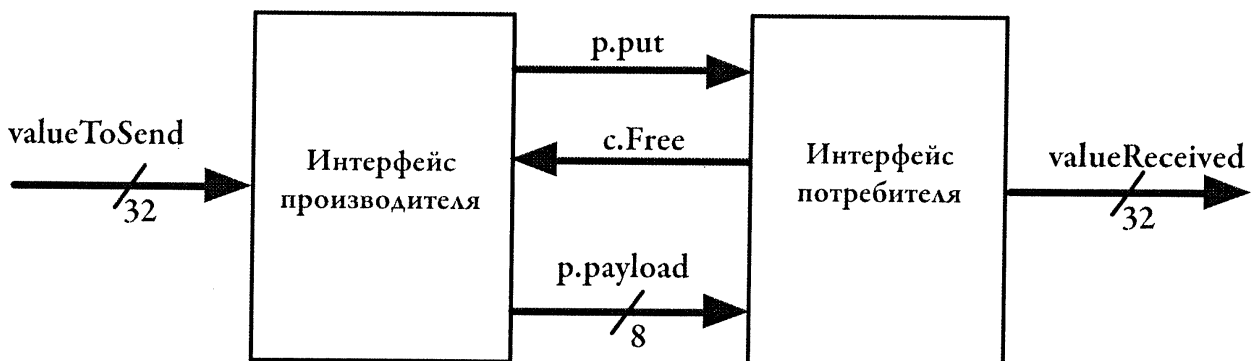 p.put
valueToSend
32
Интерфейс
производителя
c.Free
Интерфейс
потребителя
valueReceived
32
p.payload
8